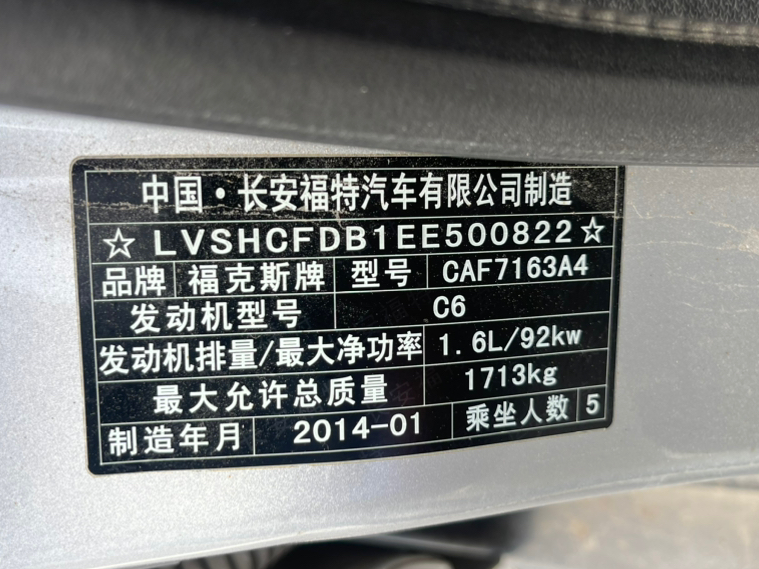 中国·长安福特汽车有限公司制造
☆LVSHCFDB1EE500822☆
品牌 福克斯牌 型号 CAF7163A4
发动机型号 C6
发动机排量/最大净功率 1.6L/92kw
最大允许总质量 1713kg
制造年月 2014-01 乘坐人数 5